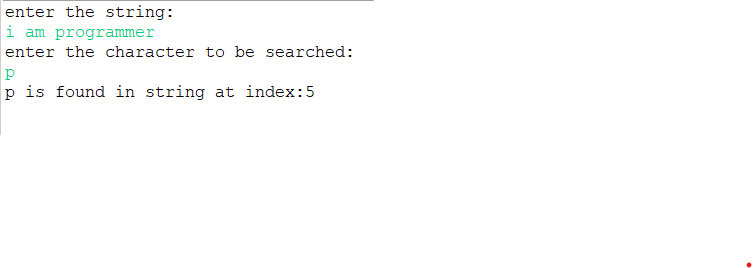 enter the string:
i am programmer
enter the character to be searched:
p
p is found in string at index:5